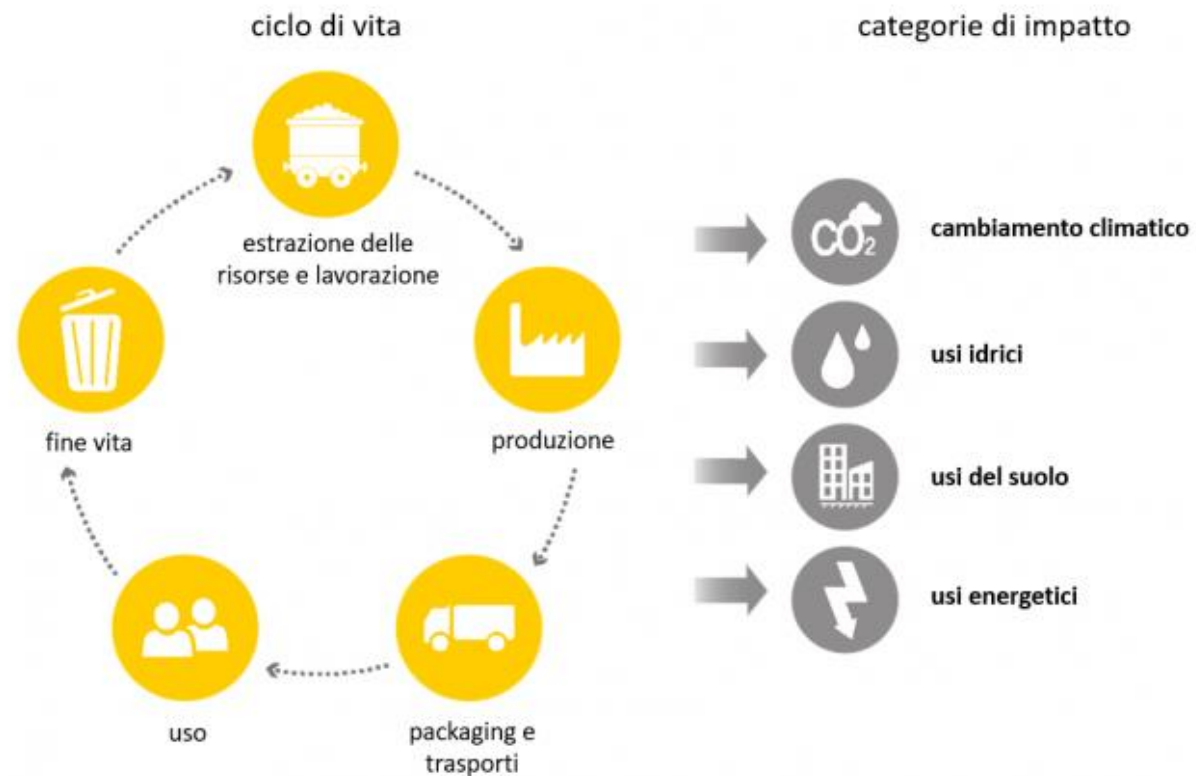 ciclo di vita
estrazione delle
risorse e lavorazione
produzione
packaging e
trasporti
uso
fine vita
categorie di impatto
CO2
cambiamento climatico
usi idrici
usi del suolo
usi energetici